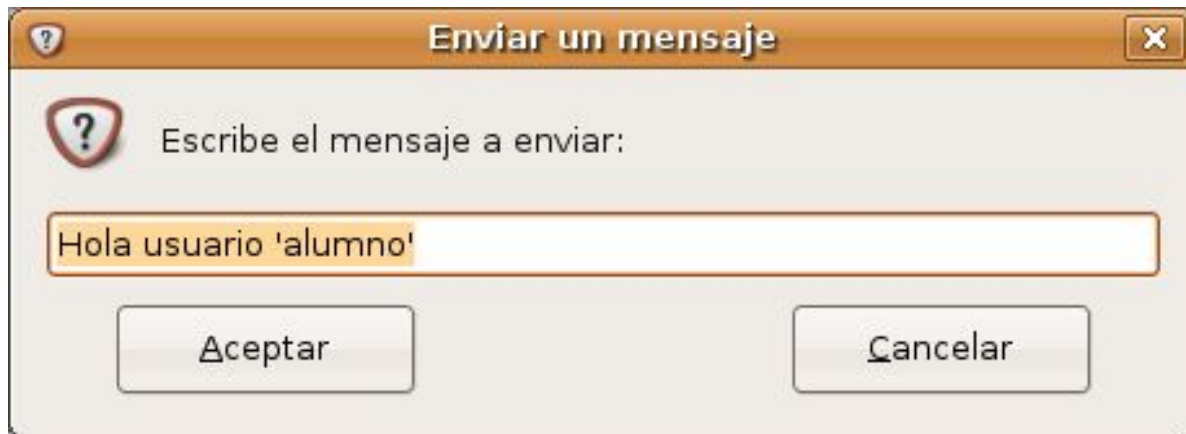 Enviar un mensaje
Escribe el mensaje a enviar:
Hola usuario 'alumno'
Aceptar Cancelar